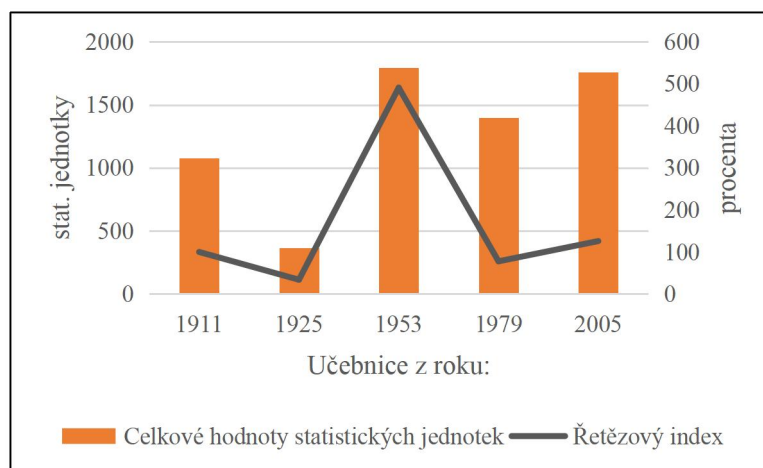 2000
1500
1000
500
0
stat. jednotky
600
500
400
300
200
100
0
procenta
1911 1925 1953 1979 2005
Učebnice z roku:
Celkové hodnoty statistických jednotek Řetězový index